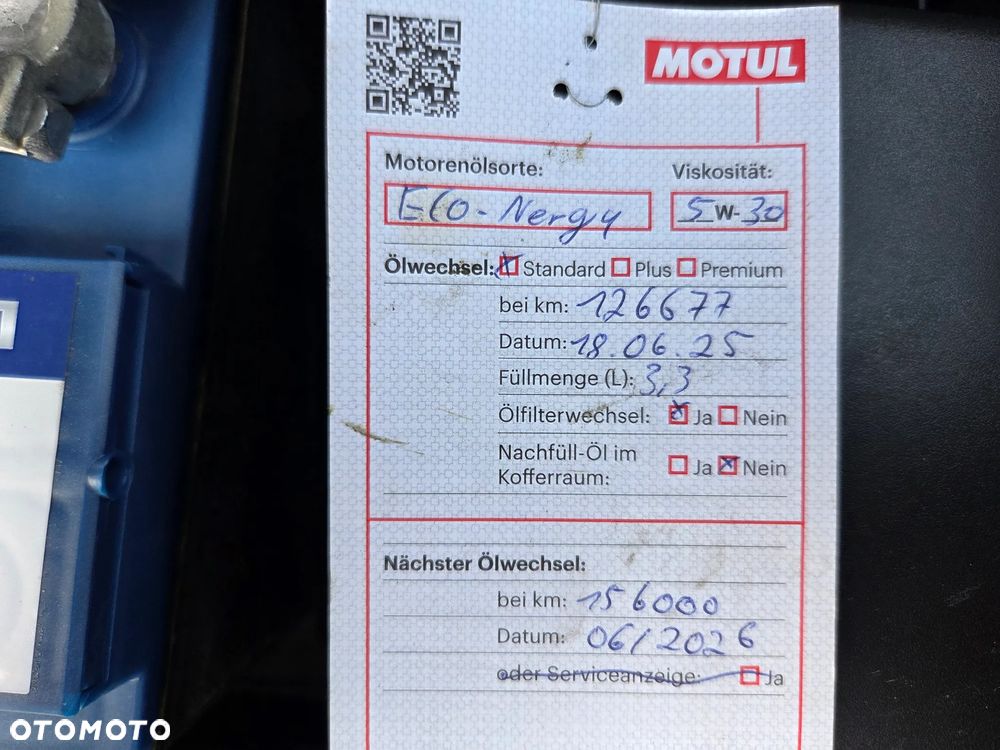 MOTUL
Motorenölsorte: Viskosität:
Eco-Nergy 5 W-30
Ölwechsel: Standard Plus Premium
bei km: 126677
Datum: 18.06.25
Füllmenge (L): 3,3
Ölfilterwechsel: Ja Nein
Nachfüll-Öl im
Kofferraum: Ja Nein
Nächster Ölwechsel:
bei km: 156000
Datum: 06/2026
oder Serviceanzeige: Ja
OTOMOTO